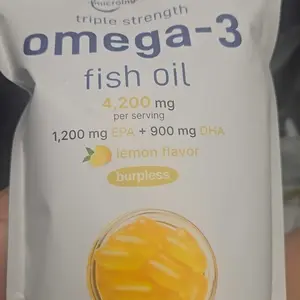 triple strength
omega-3
fish oil
4,200 mg
per serving
1,200 mg EPA + 900 mg DHA
lemon flavor
burpless